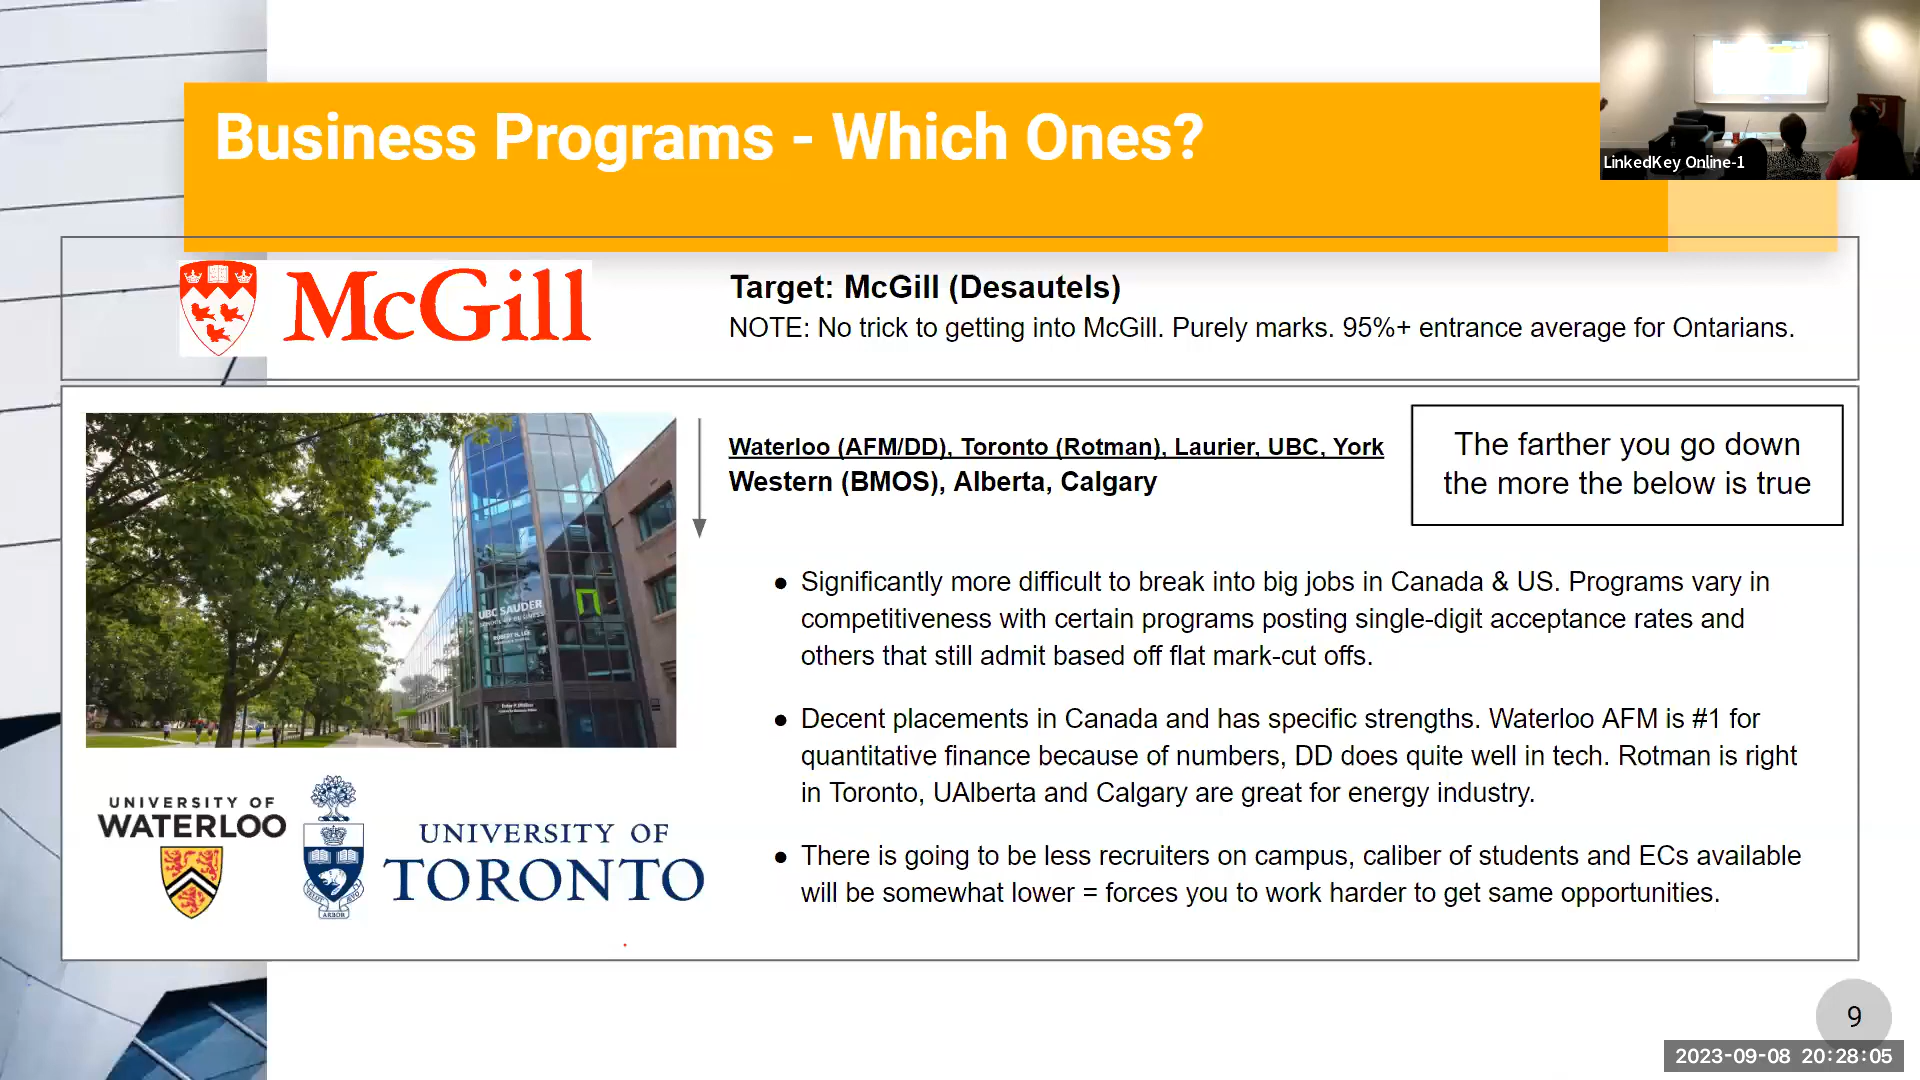 Business Programs - Which Ones?
LinkedKey Online-1
McGill
Target: McGill (Desautels)
NOTE: No trick to getting into McGill. Purely marks. 95%+ entrance average for Ontarians.
Waterloo (AFM/DD), Toronto (Rotman), Laurier, UBC, York
Western (BMOS), Alberta, Calgary
The farther you go down
the more the below is true
● Significantly more difficult to break into big jobs in Canada & US. Programs vary in
competitiveness with certain programs posting single-digit acceptance rates and
others that still admit based off flat mark-cut offs.
● Decent placements in Canada and has specific strengths. Waterloo AFM is #1 for
quantitative finance because of numbers, DD does quite well in tech. Rotman is right
in Toronto, UAlberta and Calgary are great for energy industry.
● There is going to be less recruiters on campus, caliber of students and ECs available
will be somewhat lower = forces you to work harder to get same opportunities.
UBC SAUDER
SCHOOL OF BUSINESS
UNIVERSITY OF
WATERLOO
UNIVERSITY OF
TORONTO
ARBOR
9
2023-09-08 20:28:05